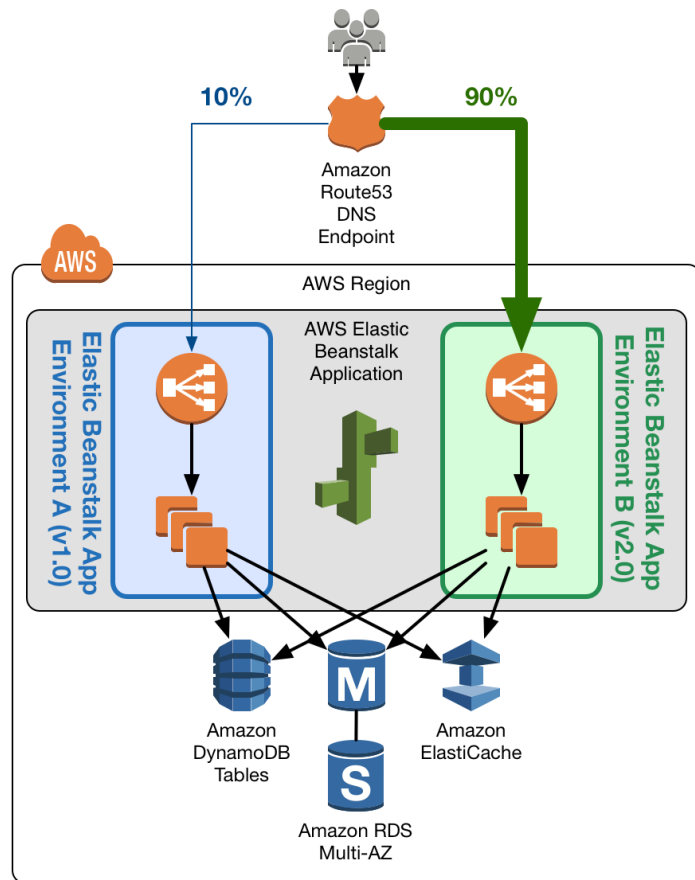 10%
90%
Amazon
Route53
DNS
Endpoint
AWS
AWS Region
AWS Elastic
Beanstalk
Application
Elastic Beanstalk App
Environment A (v1.0)
Elastic Beanstalk App
Environment B (v2.0)
M
Amazon
DynamoDB
Tables
Amazon
ElastiCache
S
Amazon RDS
Multi-AZ